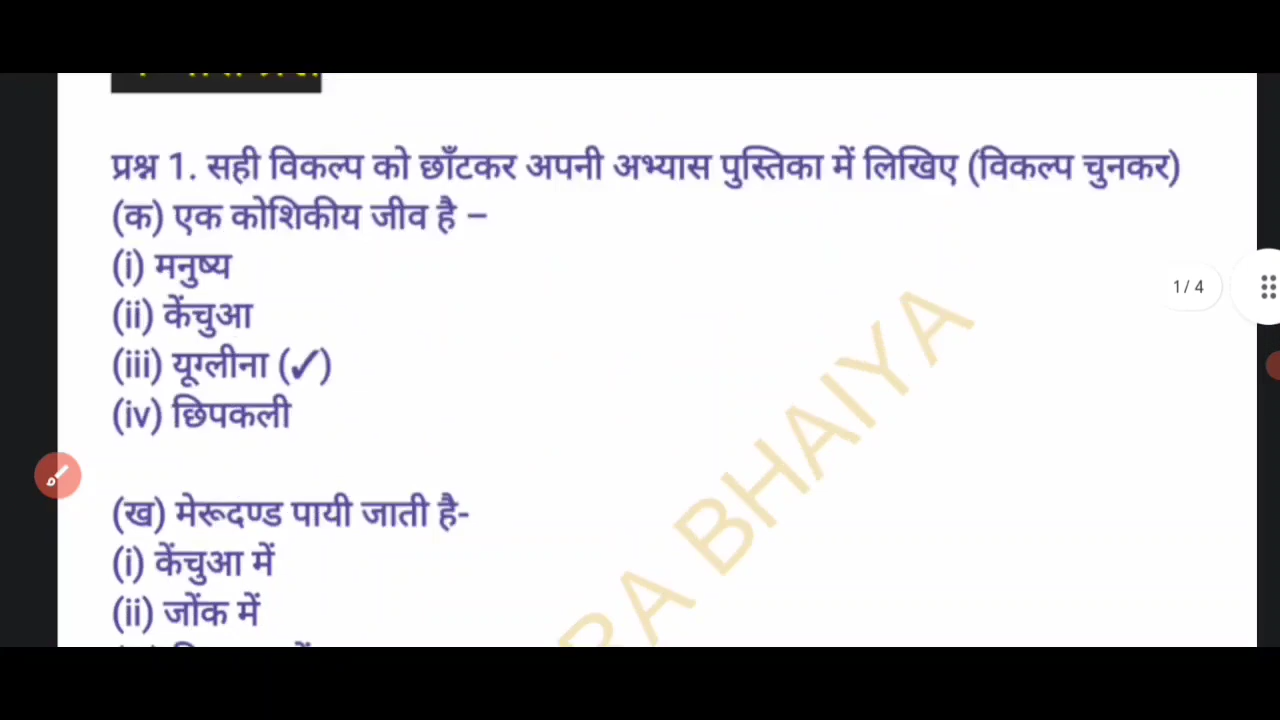 प्रश्न 1. सही विकल्प को छाँटकर अपनी अभ्यास पुस्तिका में लिखिए (विकल्प चुनकर)
(क) एक कोशिकीय जीव है –
(i) मनुष्य
(ii) केंचुआ
(iii) यूग्लीना (✓)
(iv) छिपकली
(ख) मेरूदण्ड पायी जाती है-
(i) केंचुआ में
(ii) जोंक में
1/4
BHAIYA